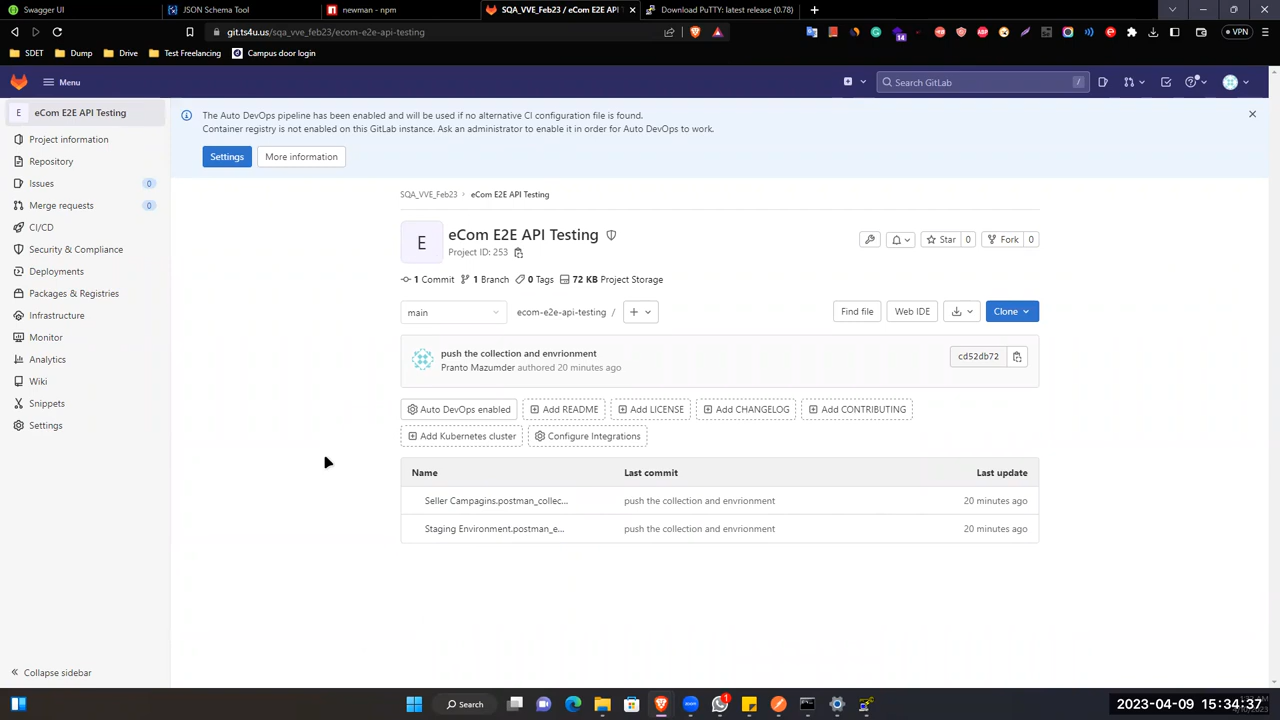 Swagger UI
JSON Schema Tool
newman - npm
SQA_VVE_Feb23 / eCom E2E API T
Download PuTTY: latest release (0.78)
git.ts4u.us/sqa_vve_feb23/ecom-e2e-api-testing
VPN
SDET
Dump
Drive
Test Freelancing
Campus door login
Menu
Search GitLab
/
E
eCom E2E API Testing
Project information
Repository
Issues
0
Merge requests
0
CI/CD
Security & Compliance
Deployments
Packages & Registries
Infrastructure
Monitor
Analytics
Wiki
Snippets
Settings
Collapse sidebar
The Auto DevOps pipeline has been enabled and will be used if no alternative CI configuration file is found.
Container registry is not enabled on this GitLab instance. Ask an administrator to enable it in order for Auto DevOps to work.
Settings
More information
SQA_VVE_Feb23 › eCom E2E API Testing
E
eCom E2E API Testing
Project ID: 253
Star 0
Fork 0
1 Commit 1 Branch 0 Tags 72 KB Project Storage
main
ecom-e2e-api-testing / +
Find file
Web IDE
Clone
push the collection and envrionment
Pranto Mazumder authored 20 minutes ago
cd52db72
Auto DevOps enabled
Add README
Add LICENSE
Add CHANGELOG
Add CONTRIBUTING
Add Kubernetes cluster
Configure Integrations
Name Last commit Last update
Seller Campagins.postman_collec... push the collection and envrionment 20 minutes ago
Staging Environment.postman_e... push the collection and envrionment 20 minutes ago
Search
zoom
1
2023-04-09 15:34:37